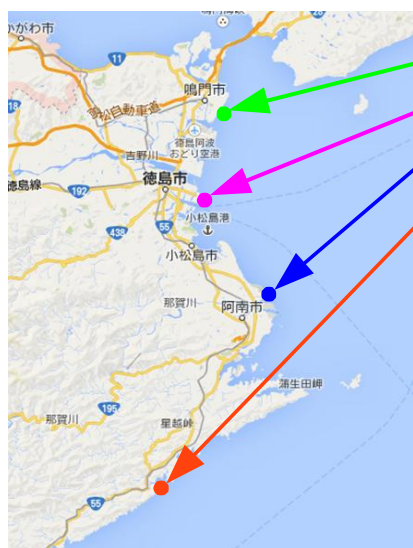 かがわ市
11
鳴門市
18
高松自動車道
徳島阿波
おどり空港
吉野川
徳島市
徳島線
192
小松島港
55
438
小松島市
那賀川
阿南市
蒲生田岬
195
那賀川
星越峠
55